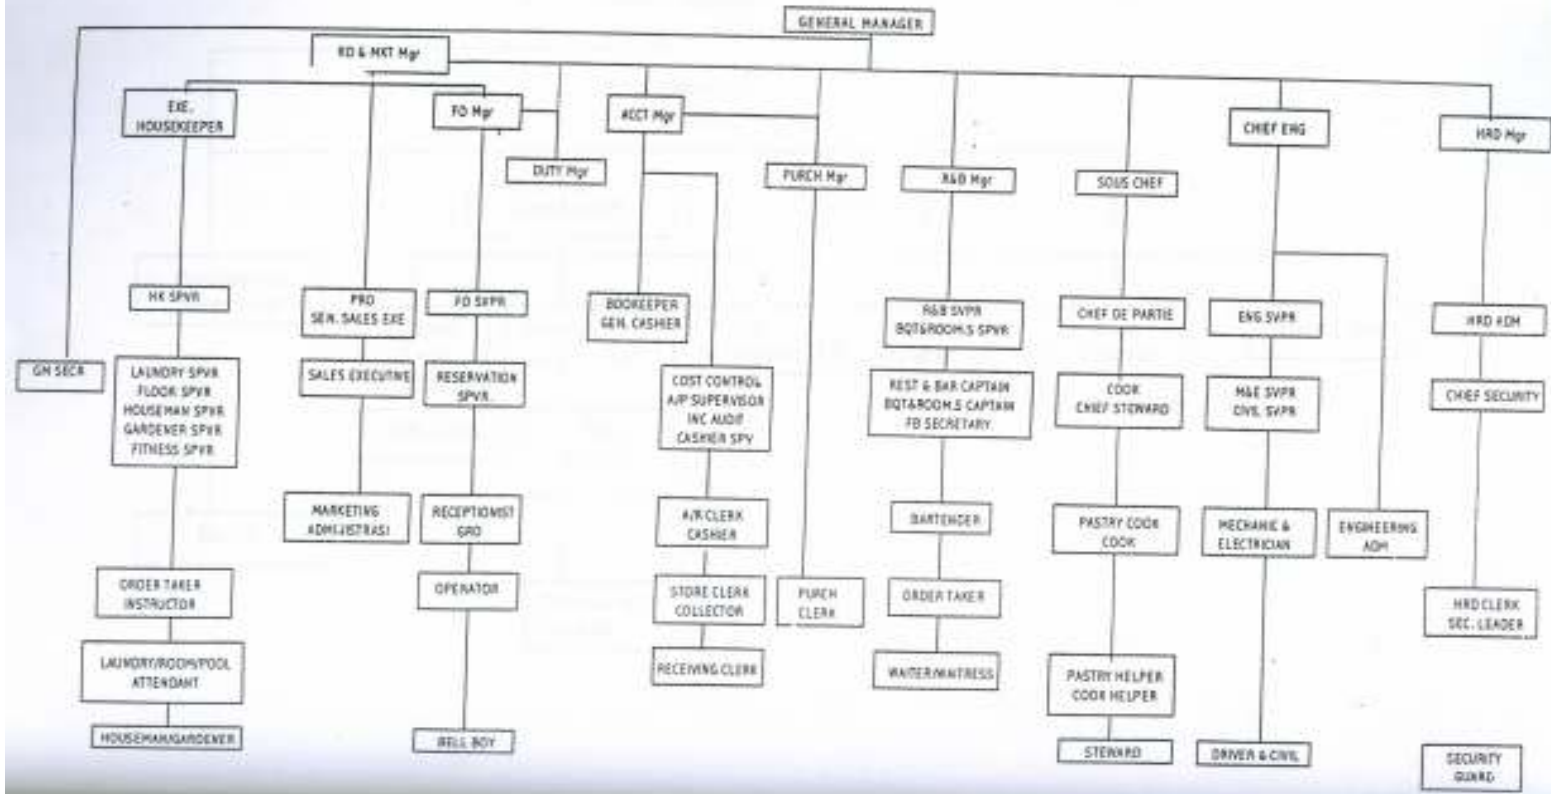 GENERAL MANAGER
RD & MKT Mgr
EXE.
HOUSEKEEPER
FO Mgr
ACCT Mgr
CHIEF ENG
HRD Mgr
DUTY Mgr
PURCH Mgr
R&B Mgr
SOUS CHEF
HK SPVR
PRO
SEN. SALES EXE
FO SVPR
BOOKEEPER
GEN. CASHIER
R&B SVPR
BQT&ROOM.S SPVR
CHEF DE PARTIE
ENG SVPR
HRD ADM
GM SECR
LAUNDRY SPVR
FLOOR SPVR
HOUSEMAN SPVR
GARDENER SPVR
FITNESS SPVR
SALES EXECUTIVE
RESERVATION
SPVR
COST CONTROL
A/P SUPERVISOR
INC AUDIT
CASHIER SPV
REST & BAR CAPTAIN
BQT&ROOM.S CAPTAIN
FB SECRETARY
COOK
CHIEF STEWARD
M&E SVPR
CIVIL SVPR
CHIEF SECURITY
MARKETING
RECEPTIONIST
GRO
A/R CLERK
CASHIER
BARTENDER
PASTRY COOK
COOK
MECHANIC &
ELECTRICIAN
ENGINEERING
ADM
ORDER TAKER
INSTRUCTOR
OPERATOR
STORE CLERK
COLLECTOR
PURCH
CLERK
ORDER TAKER
HRD CLERK
SEC. LEADER
LAUNDRY/ROOM/POOL
ATTENDANT
RECEIVING CLERK
WAITER/WAITRESS
PASTRY HELPER
COOK HELPER
HOUSEMAN/GARDENER
BELL BOY
STEWARD
DRIVER & CIVIL
SECURITY
GUARD